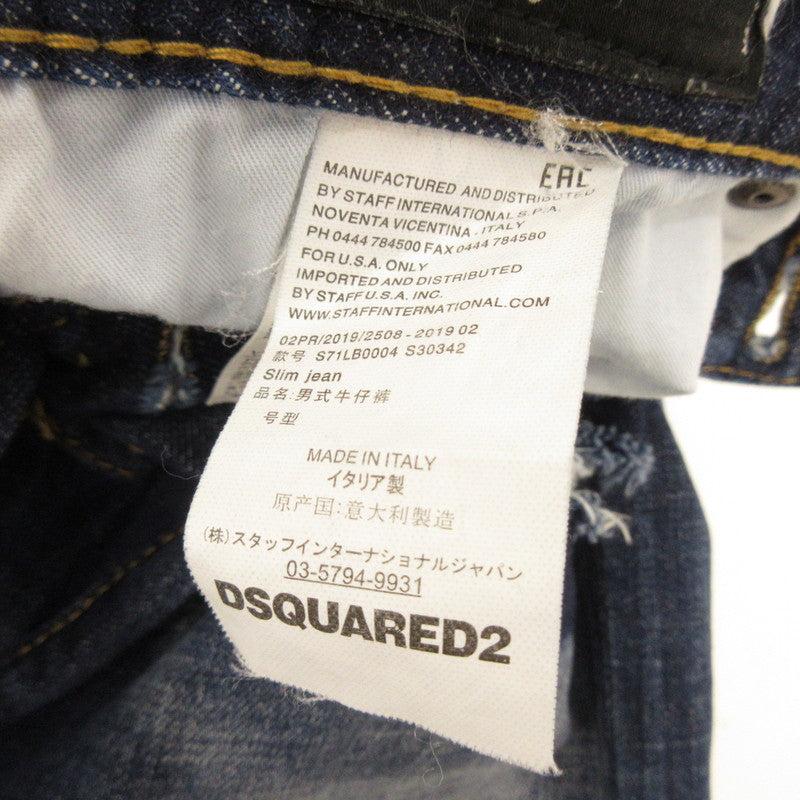 EAC
MANUFACTURED AND DISTRIBUTED
BY STAFF INTERNATIONAL S.P.A.
NOVENTA VICENTINA - ITALY
PH 0444 784500 FAX 0444 784580
FOR U.S.A. ONLY
IMPORTED AND DISTRIBUTED
BY STAFF U.S.A. INC.
WWW.STAFFINTERNATIONAL.COM
02PR/2019/2508 - 2019 02
款号 S71LB0004 S30342
Slim jean
品名: 男式牛仔裤
号型
MADE IN ITALY
イタリア製
原产国:意大利製造
(株)スタッフインターナショナルジャパン
03-5794-9931
DSQUARED2